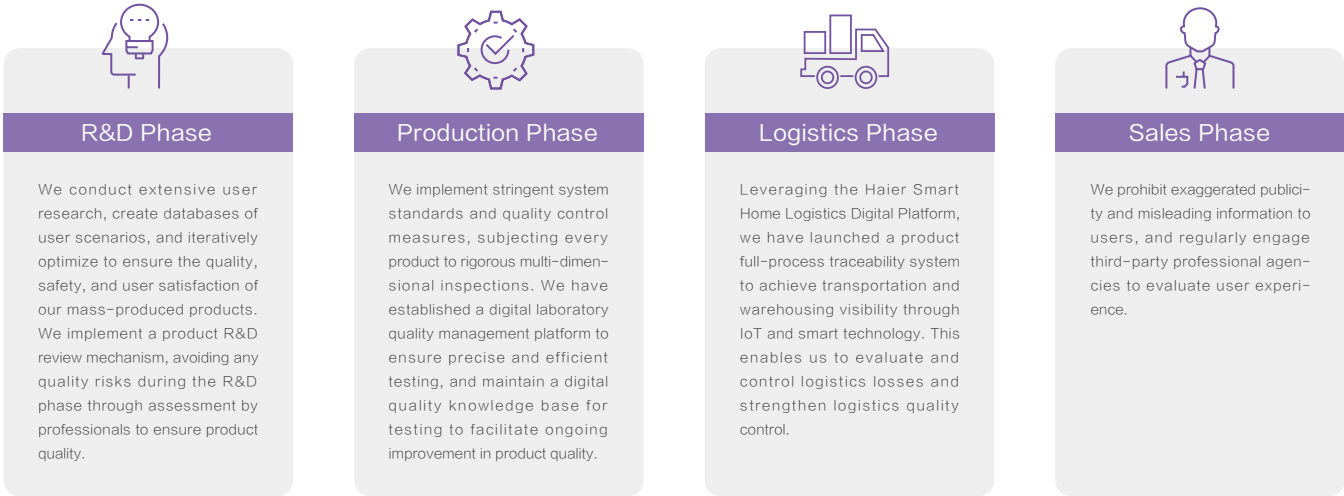 R&D Phase
We conduct extensive user
research, create databases of
user scenarios, and iteratively
optimize to ensure the quality,
safety, and user satisfaction of
our mass-produced products.
We implement a product R&D
review mechanism, avoiding any
quality risks during the R&D
phase through assessment by
professionals to ensure product
quality.
Production Phase
We implement stringent system
standards and quality control
measures, subjecting every
product to rigorous multi-dimen-
sional inspections. We have
established a digital laboratory
quality management platform to
ensure precise and efficient
testing, and maintain a digital
quality knowledge base for
testing to facilitate ongoing
improvement in product quality.
Logistics Phase
Leveraging the Haier Smart
Home Logistics Digital Platform,
we have launched a product
full-process traceability system
to achieve transportation and
warehousing visibility through
IoT and smart technology. This
enables us to evaluate and
control logistics losses and
strengthen logistics quality
control.
Sales Phase
We prohibit exaggerated publici-
ty and misleading information to
users, and regularly engage
third-party professional agen-
cies to evaluate user experi-
ence.